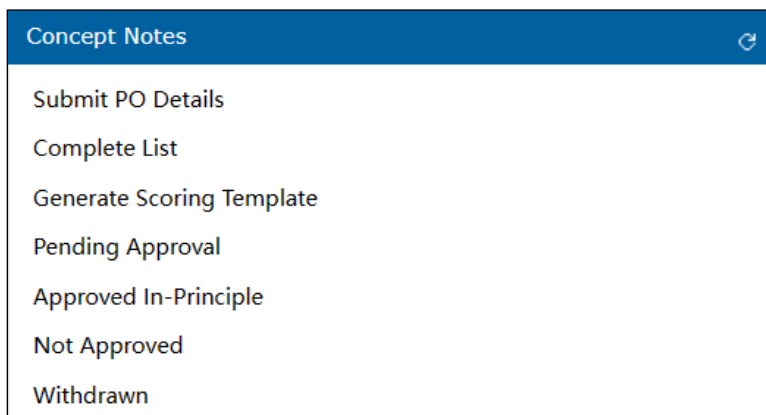 Concept Notes
Submit PO Details
Complete List
Generate Scoring Template
Pending Approval
Approved In-Principle
Not Approved
Withdrawn